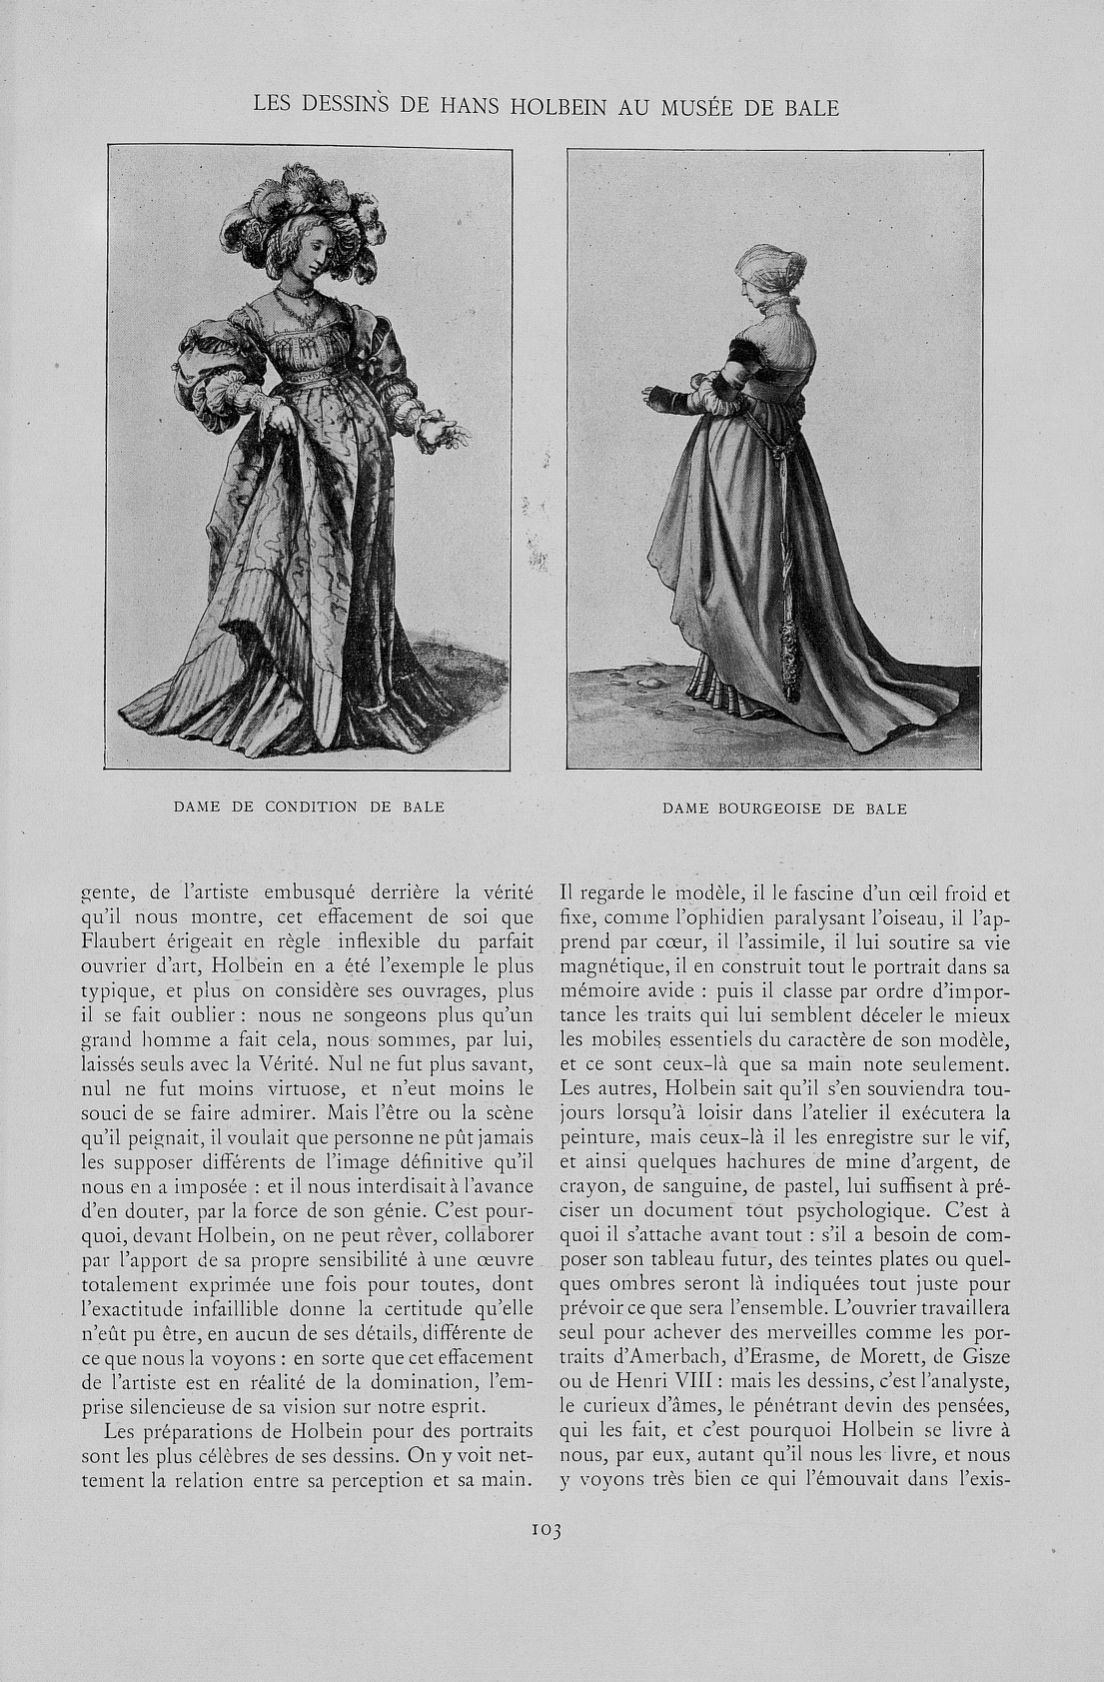 LES DESSINS DE HANS HOLBEIN AU MUSÉE DE BALE
DAME DE CONDITION DE BALE
DAME BOURGEOISE DE BALE
gente, de l'artiste embusqué derrière la vérité
qu'il nous montre, cet effacement de soi que
Flaubert érigeait en règle inflexible du parfait
ouvrier d'art, Holbein en a été l'exemple le plus
typique, et plus on considère ses ouvrages, plus
il se fait oublier : nous ne songeons plus qu'un
grand homme a fait cela, nous sommes, par lui,
laissés seuls avec la Vérité. Nul ne fut plus savant,
nul ne fut moins virtuose, et n'eut moins le
souci de se faire admirer. Mais l'être ou la scène
qu'il peignait, il voulait que personne ne pût jamais
les supposer différents de l'image définitive qu'il
nous en a imposée : et il nous interdisait à l'avance
d'en douter, par la force de son génie. C'est pour-
quoi, devant Holbein, on ne peut rêver, collaborer
par l'apport de sa propre sensibilité à une œuvre
totalement exprimée une fois pour toutes, dont
l'exactitude infaillible donne la certitude qu'elle
n'eût pu être, en aucun de ses détails, différente de
ce que nous la voyons : en sorte que cet effacement
de l'artiste est en réalité de la domination, l'em-
prise silencieuse de sa vision sur notre esprit.
Les préparations de Holbein pour des portraits
sont les plus célèbres de ses dessins. On y voit net-
tement la relation entre sa perception et sa main.
Il regarde le modèle, il le fascine d'un œil froid et
fixe, comme l'ophidien paralysant l'oiseau, il l'ap-
prend par cœur, il l'assimile, il lui soutire sa vie
magnétique, il en construit tout le portrait dans sa
mémoire avide : puis il classe par ordre d'impor-
tance les traits qui lui semblent déceler le mieux
les mobiles essentiels du caractère de son modèle,
et ce sont ceux-là que sa main note seulement.
Les autres, Holbein sait qu'il s'en souviendra tou-
jours lorsqu'à loisir dans l'atelier il exécutera la
peinture, mais ceux-là il les enregistre sur le vif,
et ainsi quelques hachures de mine d'argent, de
crayon, de sanguine, de pastel, lui suffisent à pré-
ciser un document tout psychologique. C'est à
quoi il s'attache avant tout : s'il a besoin de com-
poser son tableau futur, des teintes plates ou quel-
ques ombres seront là indiquées tout juste pour
prévoir ce que sera l'ensemble. L'ouvrier travaillera
seul pour achever des merveilles comme les por-
traits d'Amerbach, d'Erasme, de Morett, de Gisze
ou de Henri VIII : mais les dessins, c'est l'analyste,
le curieux d'âmes, le pénétrant devin des pensées,
qui les fait, et c'est pourquoi Holbein se livre à
nous, par eux, autant qu'il nous les livre, et nous
y voyons très bien ce qui l'émouvait dans l'exis-
103